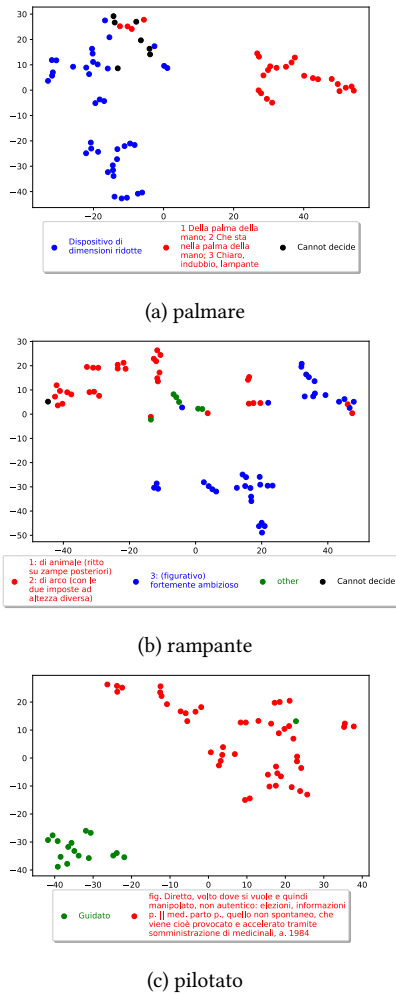 30
20
10
0
−10
−20
−30
−40
−20
0
20
40
Dispositivo di
dimensioni ridotte
1 Della palma della
mano; 2 Che sta
nella palma della
mano; 3 Chiaro,
indubbio, lampante
Cannot decide
(a) palmare
30
20
10
0
−10
−20
−30
−40
−50
−40
−20
0
20
40
1: di animale (ritto
su zampe posteriori)
2: di arco (con le
due imposte ad
altezza diversa)
3: (figurativo)
fortemente ambizioso
other
Cannot decide
(b) rampante
20
10
0
−10
−20
−30
−40
−40
−30
−20
−10
0
10
20
30
40
Guidato
fig. Diretto, volto dove si vuole e quindi
manipolato, non autentico: elezioni, informazioni
p. || med. parto p., quello non spontaneo, che
viene cioè provocato e accelerato tramite
somministrazione di medicinali, a. 1984
(c) pilotato